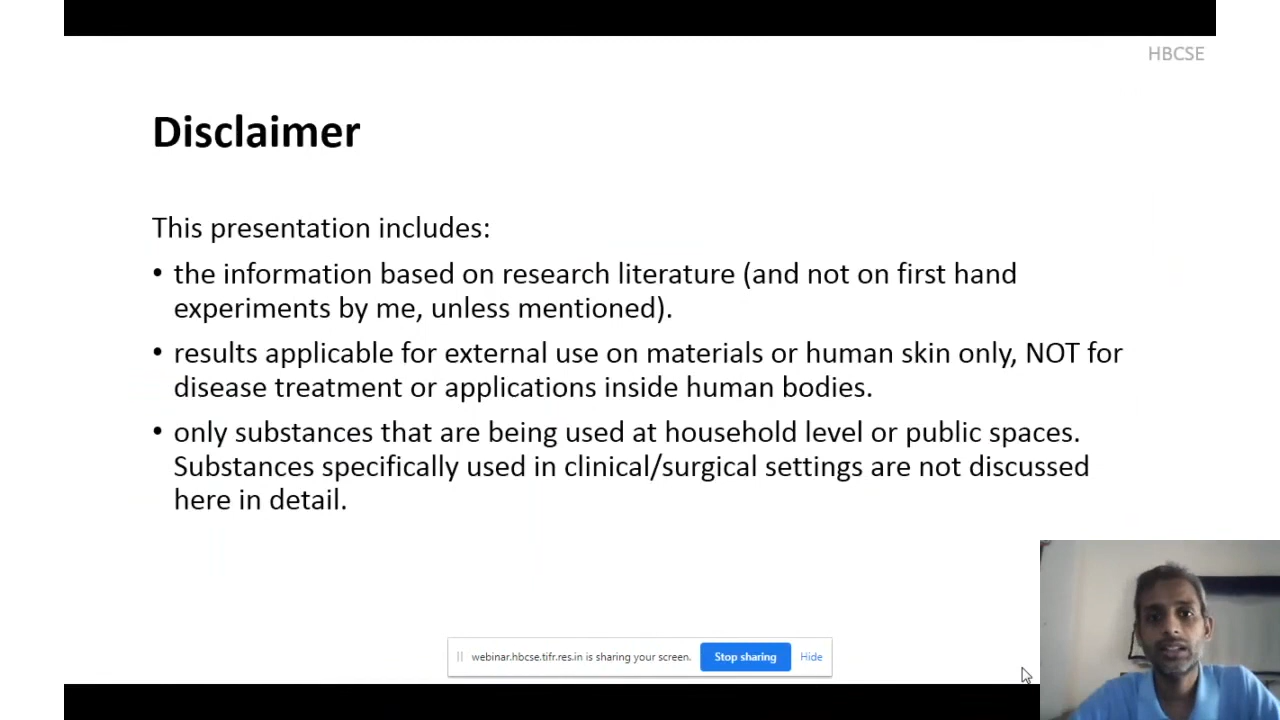 HBCSE
Disclaimer
This presentation includes:
• the information based on research literature (and not on first hand
experiments by me, unless mentioned).
• results applicable for external use on materials or human skin only, NOT for
disease treatment or applications inside human bodies.
• only substances that are being used at household level or public spaces.
Substances specifically used in clinical/surgical settings are not discussed
here in detail.
webinar.hbcse.tifr.res.in is sharing your screen. Stop sharing Hide